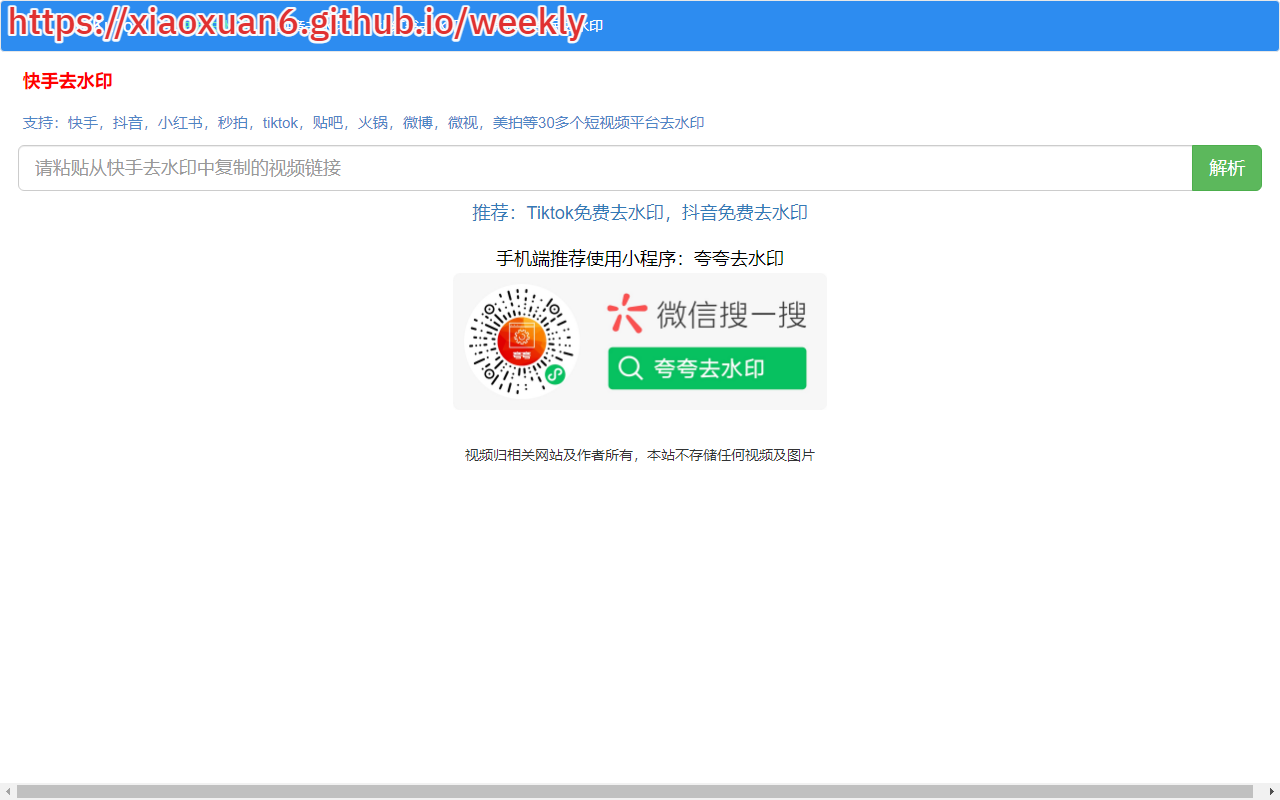 https://xiaoxuan6.github.io/weekly
水印
快手去水印
支持：快手，抖音，小红书，秒拍，tiktok，贴吧，火锅，微博，微视，美拍等30多个短视频平台去水印
请粘贴从快手去水印中复制的视频链接
解析
推荐：Tiktok免费去水印，抖音免费去水印
手机端推荐使用小程序：夸夸去水印
微信搜一搜
夸夸去水印
视频归相关网站及作者所有，本站不存储任何视频及图片